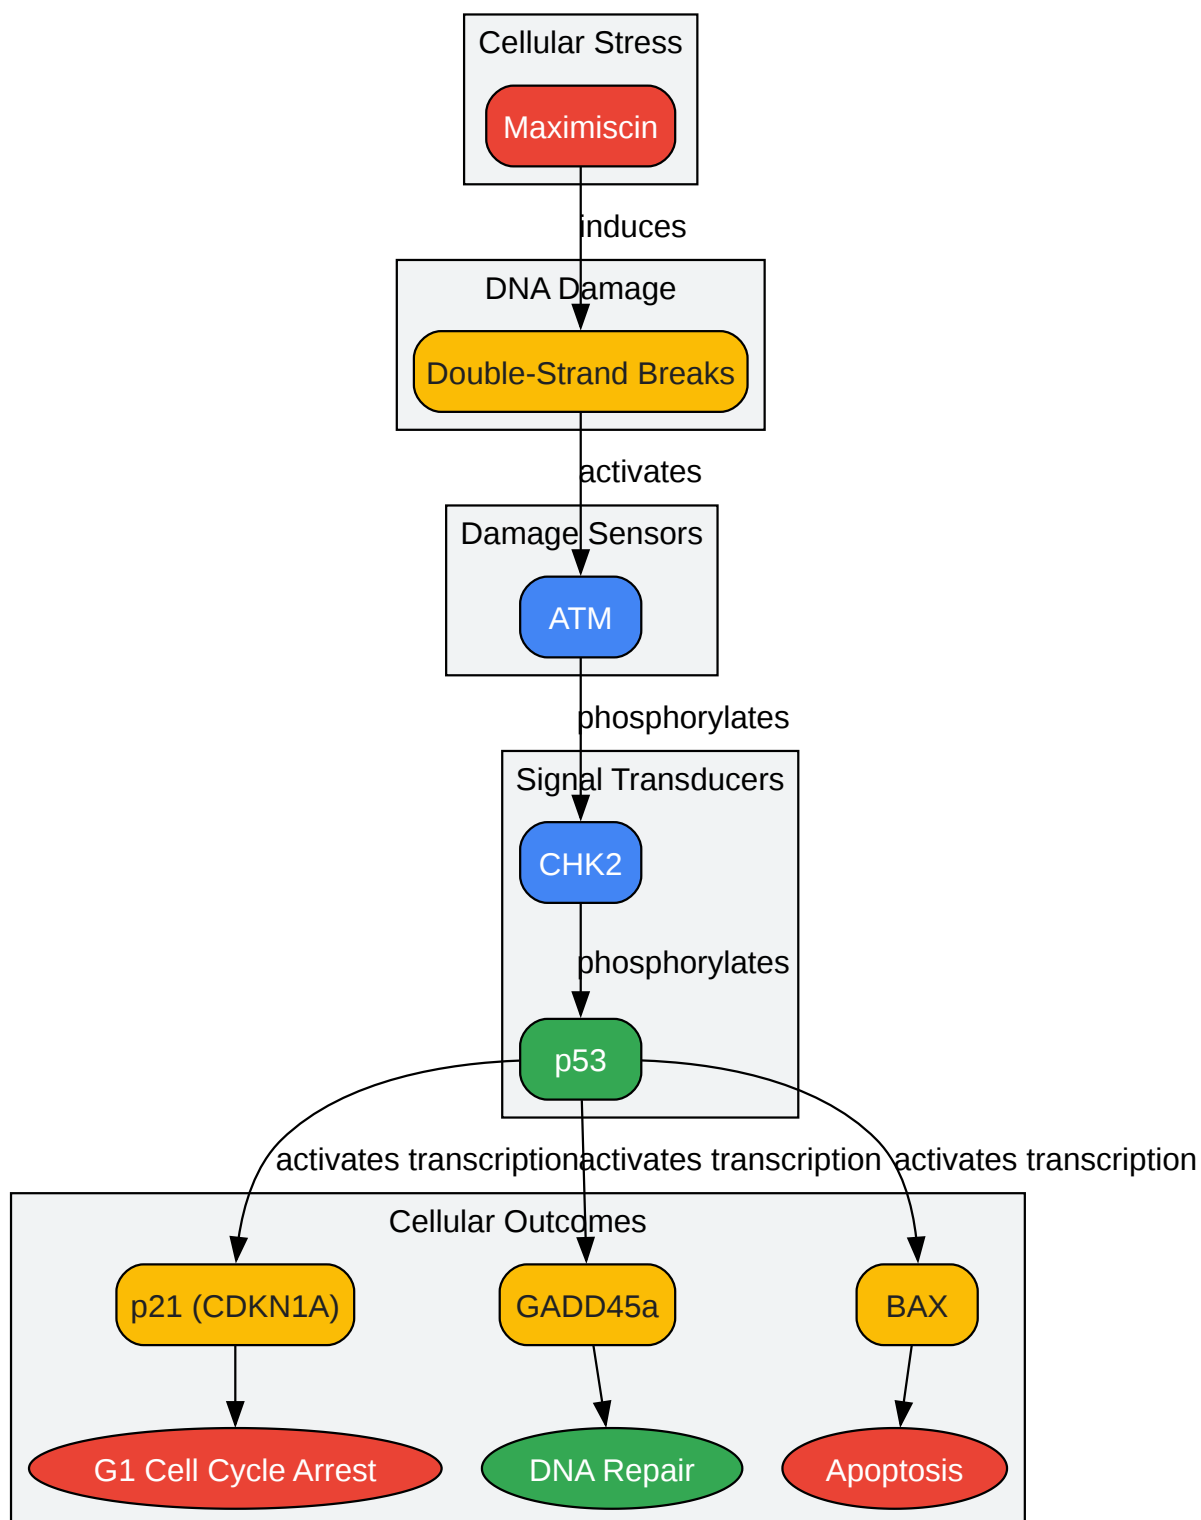 Cellular Stress
Maximiscin
induces
DNA Damage
Double-Strand Breaks
activates
Damage Sensors
ATM
phosphorylates
Signal Transducers
CHK2
phosphorylates
p53
activates transcription
activates transcription
activates transcription
Cellular Outcomes
p21 (CDKN1A)
GADD45a
BAX
G1 Cell Cycle Arrest
DNA Repair
Apoptosis